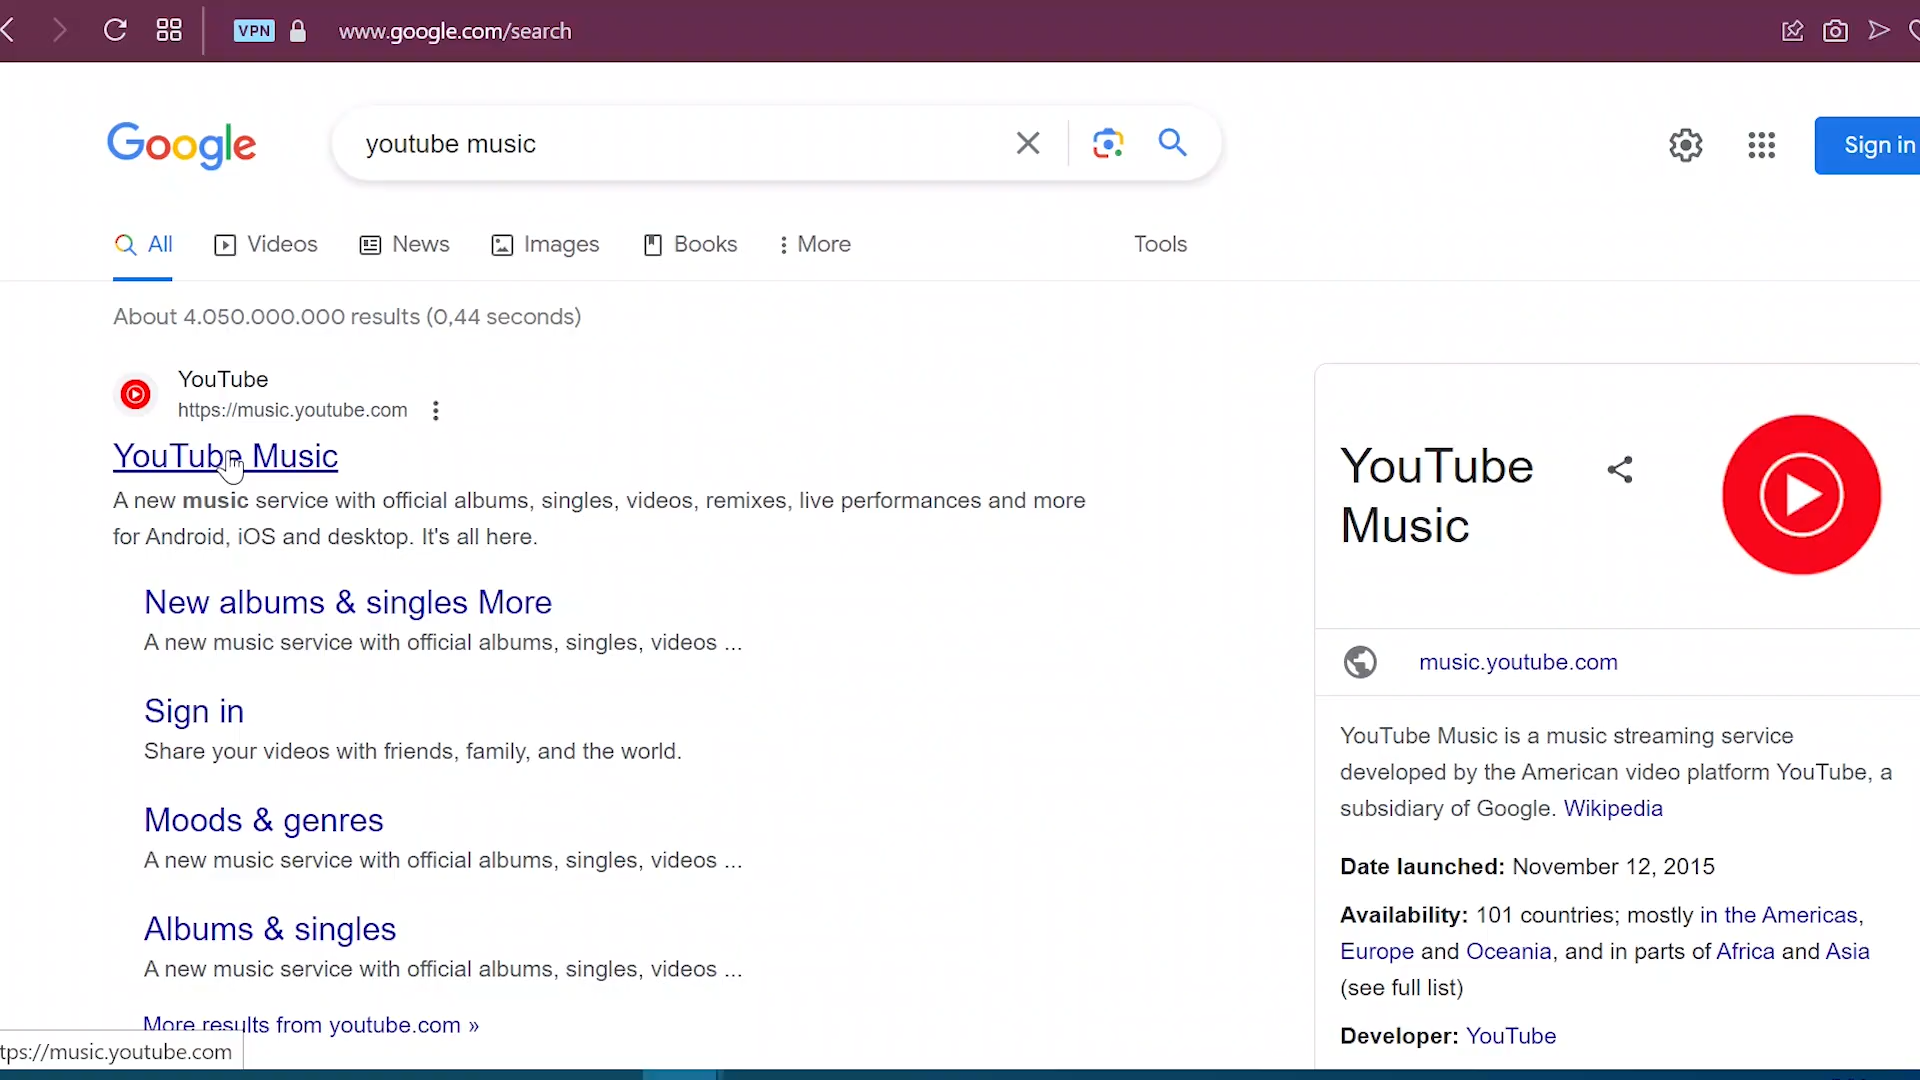 VPN www.google.com/search
Google
youtube music
Sign in
All Videos News Images Books More Tools
About 4.050.000.000 results (0,44 seconds)
YouTube
https://music.youtube.com
YouTube Music
A new music service with official albums, singles, videos, remixes, live performances and more
for Android, iOS and desktop. It's all here.
New albums & singles More
A new music service with official albums, singles, videos ...
Sign in
Share your videos with friends, family, and the world.
Moods & genres
A new music service with official albums, singles, videos ...
Albums & singles
A new music service with official albums, singles, videos ...
More results from youtube.com »
tps://music.youtube.com
YouTube
Music
music.youtube.com
YouTube Music is a music streaming service
developed by the American video platform YouTube, a
subsidiary of Google. Wikipedia
Date launched: November 12, 2015
Availability: 101 countries; mostly in the Americas,
Europe and Oceania, and in parts of Africa and Asia
(see full list)
Developer: YouTube